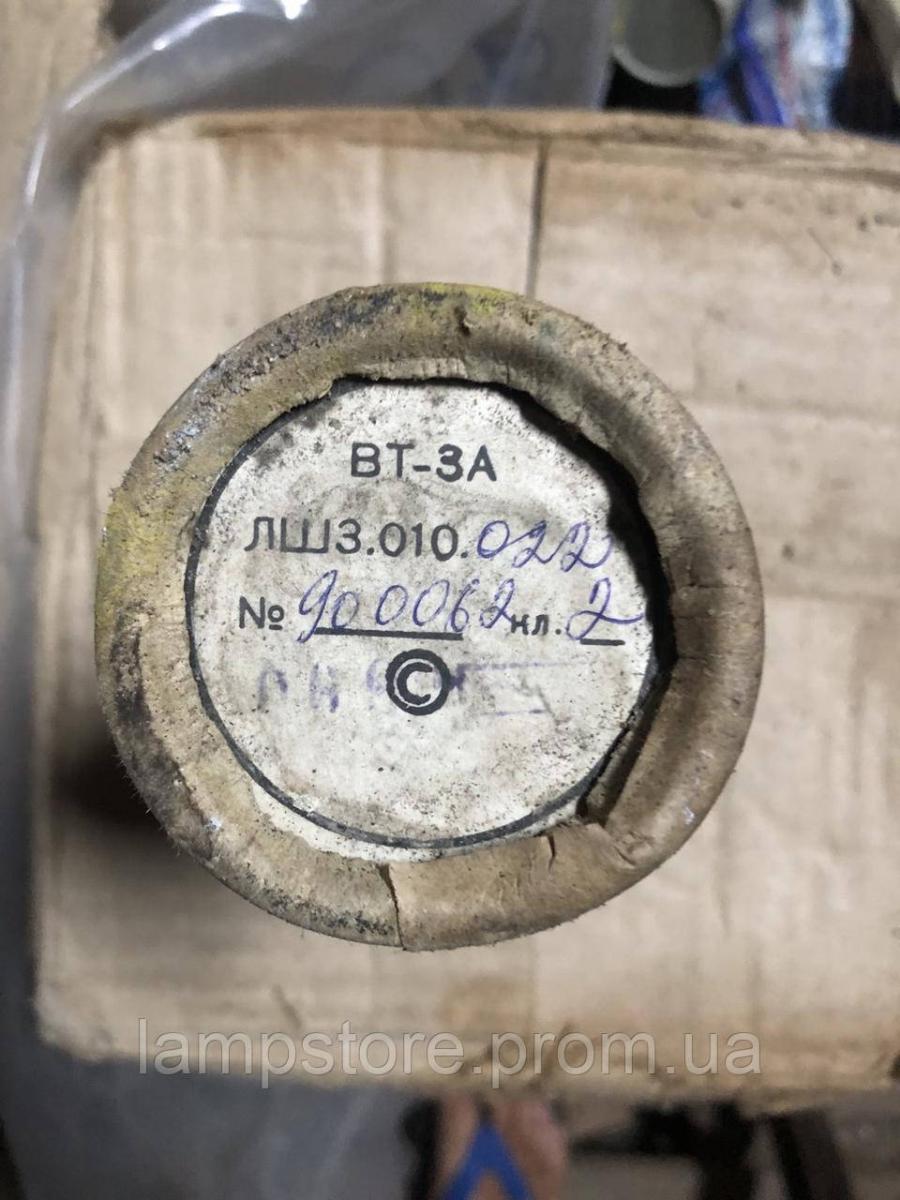 ВТ-3А
ЛШ3.010.022
№ 900062 кл. 2
©
lampstore.prom.ua